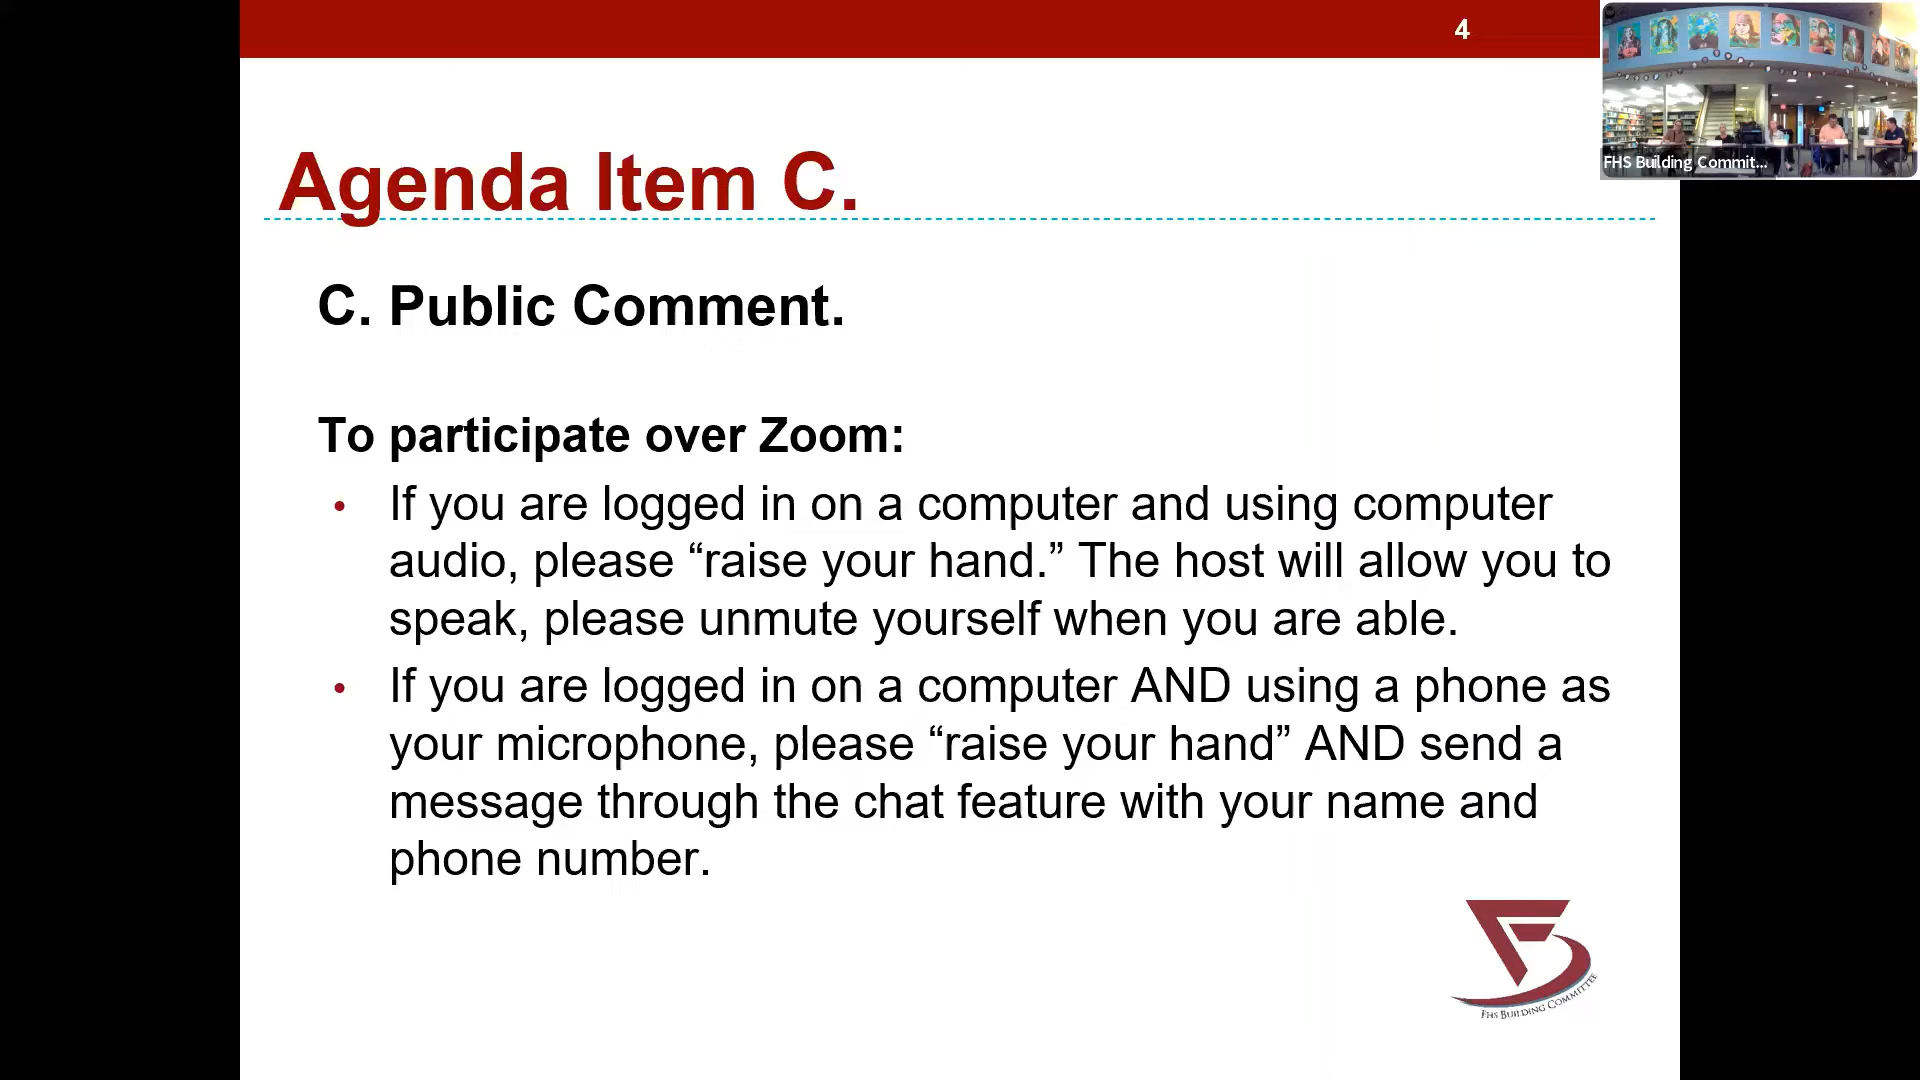 4
FHS Building Commit...
Agenda Item C.
C. Public Comment.
To participate over Zoom:
• If you are logged in on a computer and using computer
audio, please “raise your hand.” The host will allow you to
speak, please unmute yourself when you are able.
• If you are logged in on a computer AND using a phone as
your microphone, please “raise your hand” AND send a
message through the chat feature with your name and
phone number.
FHS BUILDING COMMITTEE